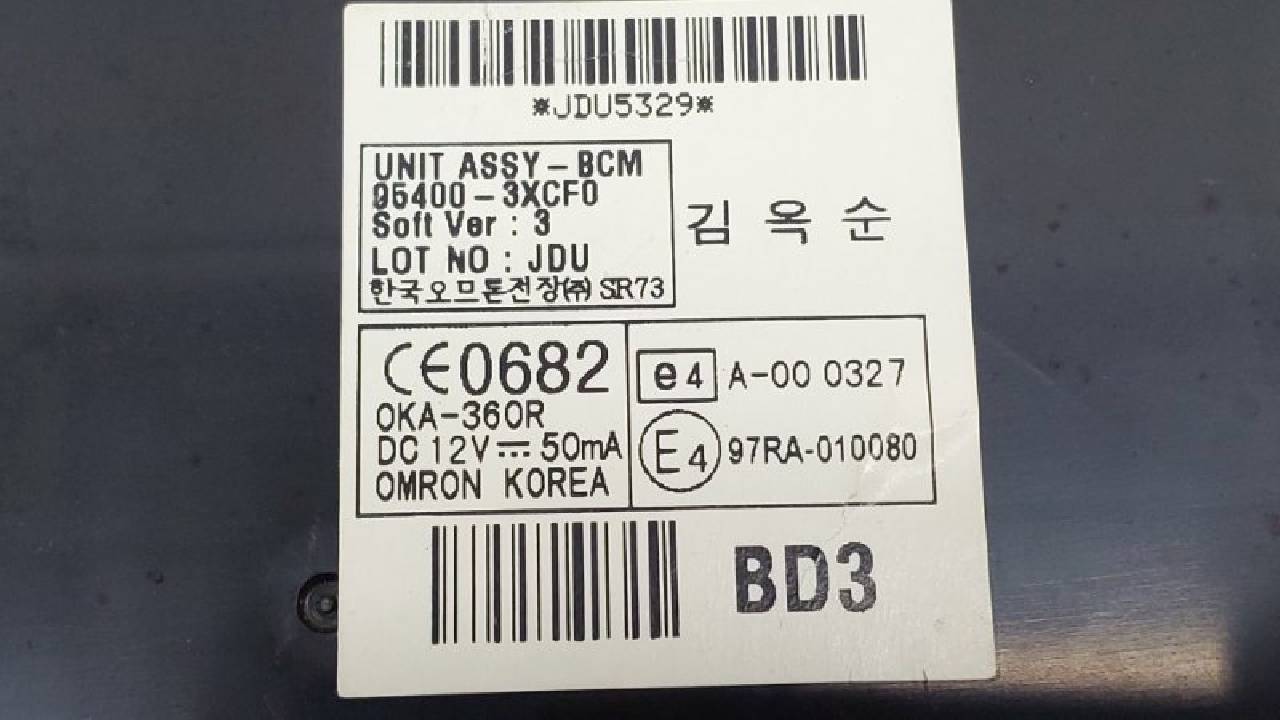 *JDU5329*
UNIT ASSY-BCM
95400-3XCF0
Soft Ver : 3
LOT NO : JDU
한국오므론전장㈜ SR73
김 옥 순
CE0682
OKA-360R
DC 12V⎓50mA
OMRON KOREA
e4 A-00 0327
E4 97RA-010080
BD3